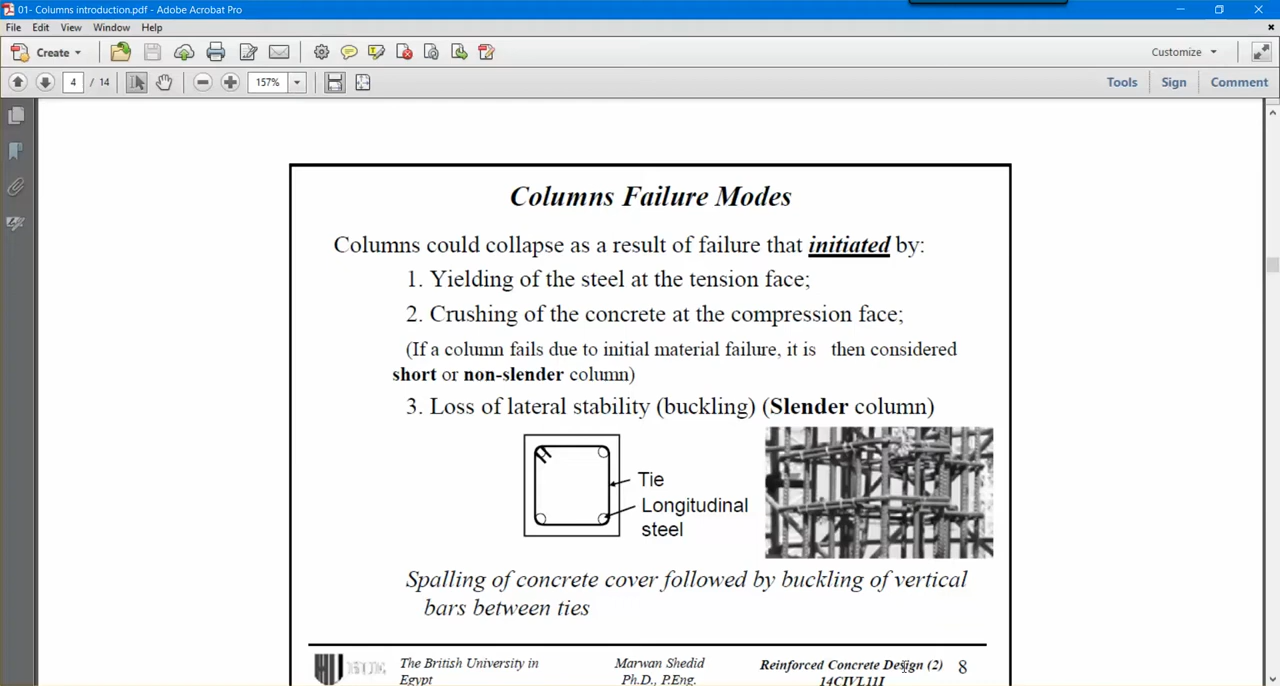 01- Columns introduction.pdf - Adobe Acrobat Pro
File Edit View Window Help
Create Customize
4 / 14 157% Tools Sign Comment
Columns Failure Modes
Columns could collapse as a result of failure that initiated by:
1. Yielding of the steel at the tension face;
2. Crushing of the concrete at the compression face;
(If a column fails due to initial material failure, it is then considered
short or non-slender column)
3. Loss of lateral stability (buckling) (Slender column)
Tie
Longitudinal
steel
Spalling of concrete cover followed by buckling of vertical
bars between ties
The British University in
Egypt
Marwan Shedid
Ph.D., P.Eng.
Reinforced Concrete Design (2)
14CIVL11I
8